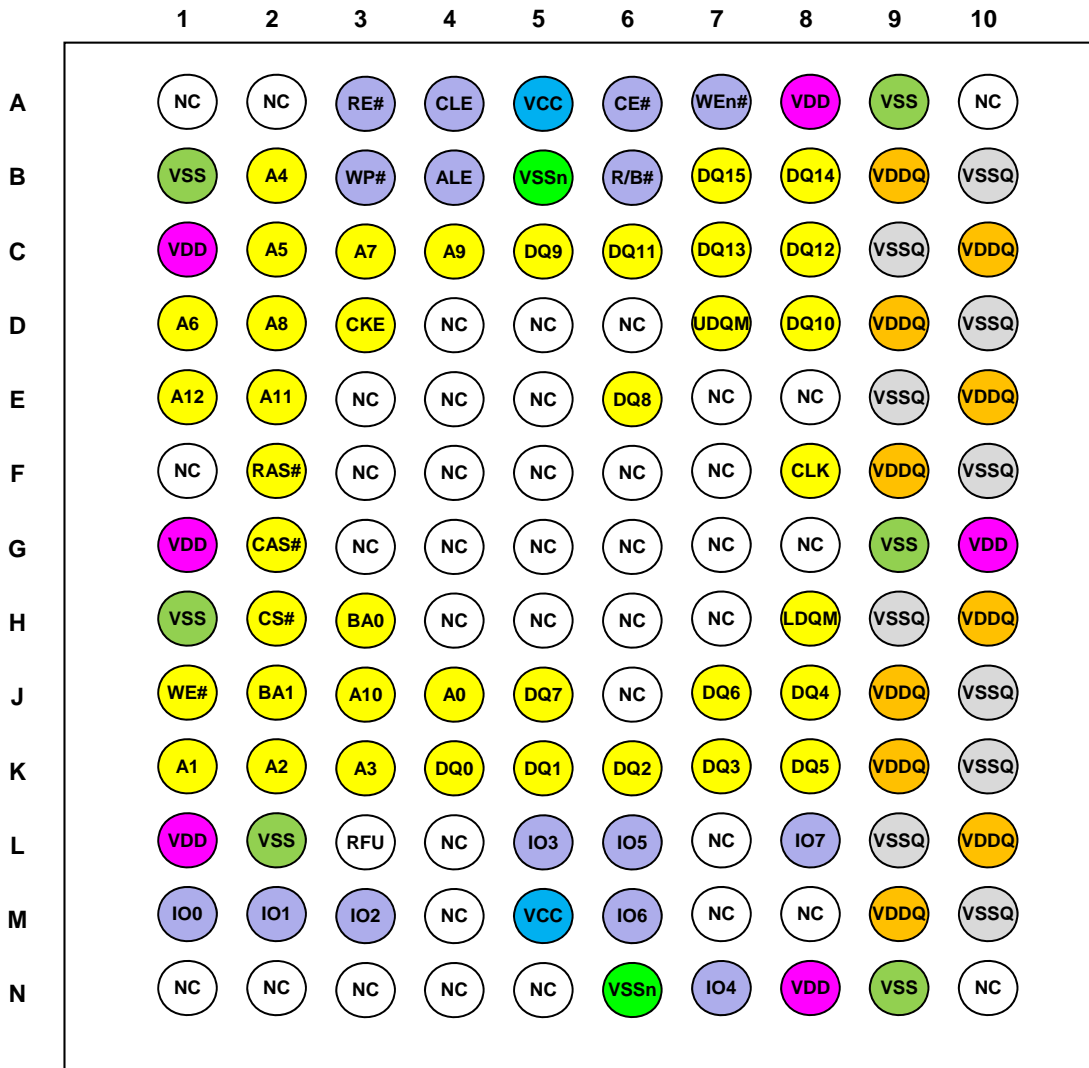 1 2 3 4 5 6 7 8 9 10
A NC NC RE# CLE VCC CE# WEn# VDD VSS NC
B VSS A4 WP# ALE VSSn R/B# DQ15 DQ14 VDDQ VSSQ
C VDD A5 A7 A9 DQ9 DQ11 DQ13 DQ12 VSSQ VDDQ
D A6 A8 CKE NC NC NC UDQM DQ10 VDDQ VSSQ
E A12 A11 NC NC NC DQ8 NC NC VSSQ VDDQ
F NC RAS# NC NC NC NC NC CLK VDDQ VSSQ
G VDD CAS# NC NC NC NC NC NC VSS VDD
H VSS CS# BA0 NC NC NC NC LDQM VSSQ VDDQ
J WE# BA1 A10 A0 DQ7 NC DQ6 DQ4 VDDQ VSSQ
K A1 A2 A3 DQ0 DQ1 DQ2 DQ3 DQ5 VDDQ VSSQ
L VDD VSS RFU NC IO3 IO5 NC IO7 VSSQ VDDQ
M IO0 IO1 IO2 NC VCC IO6 NC NC VDDQ VSSQ
N NC NC NC NC NC VSSn IO4 VDD VSS NC